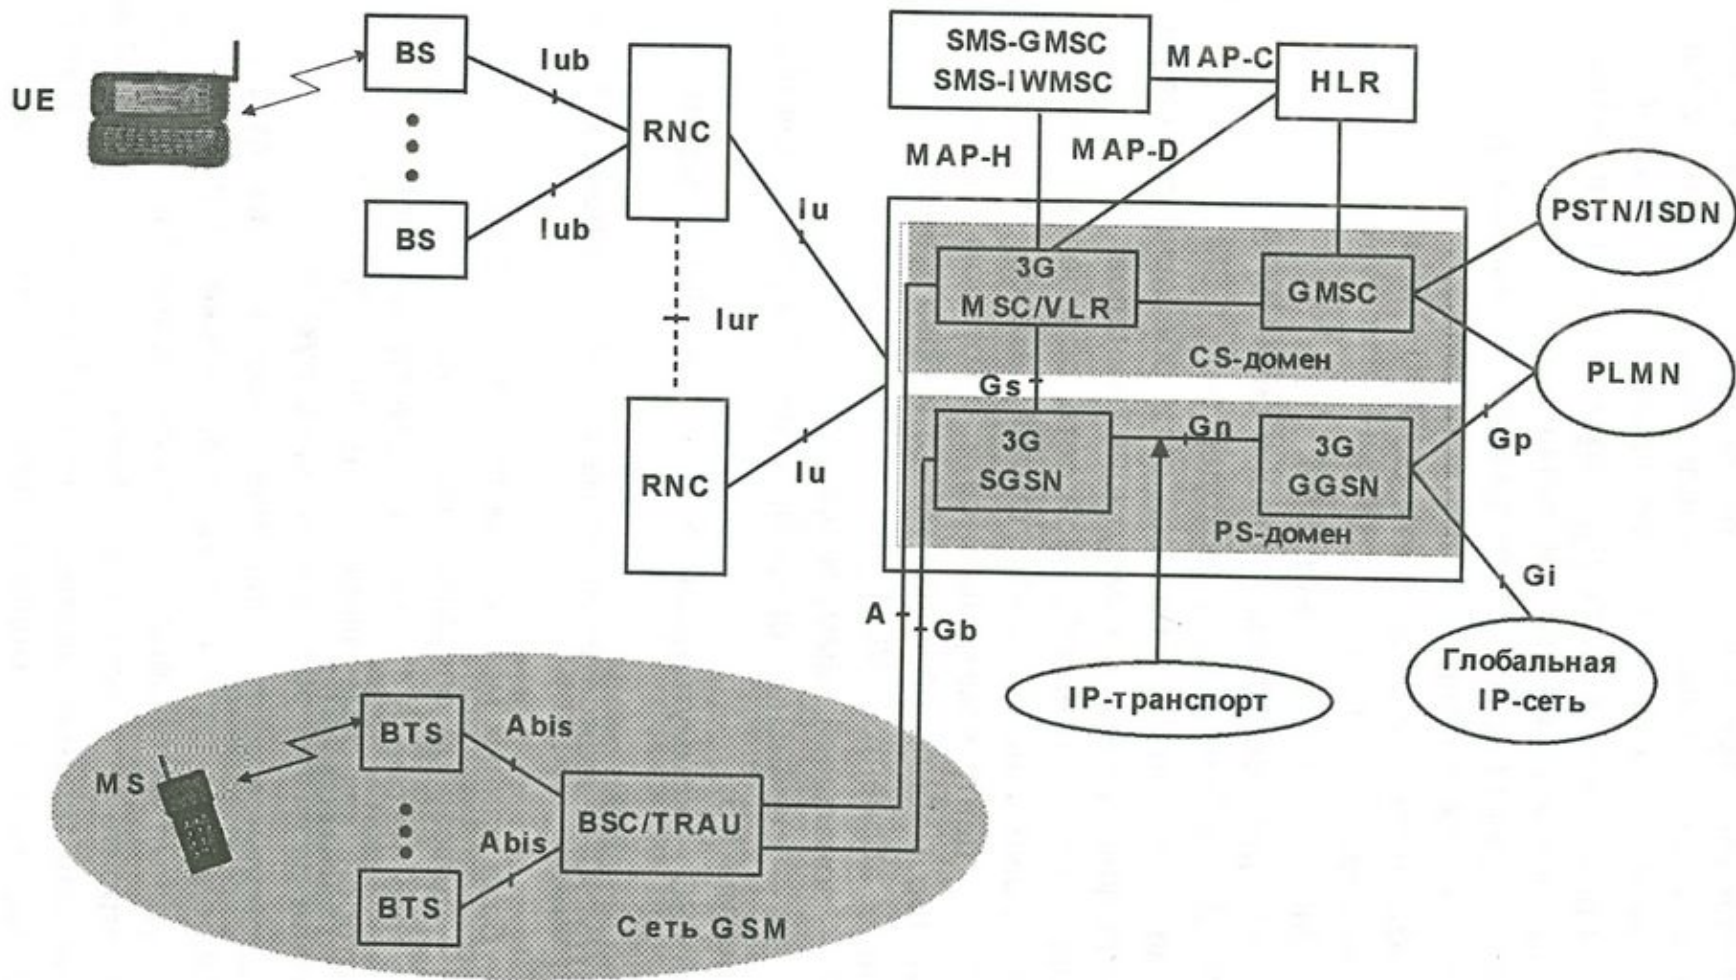 UE
BS
Iub
BS
Iub
RNC
Iur
RNC
Iu
Iu
SMS-GMSC
SMS-IWMSC
MAP-C
HLR
MAP-H
MAP-D
3G
MSC/VLR
GMSC
CS-домен
Gs
3G
SGSN
Gn
3G
GGSN
PS-домен
PSTN/ISDN
PLMN
Gp
Gi
Глобальная
IP-сеть
IP-транспорт
A
Gb
MS
BTS
Abis
BTS
Abis
BSC/TRAU
Сеть GSM